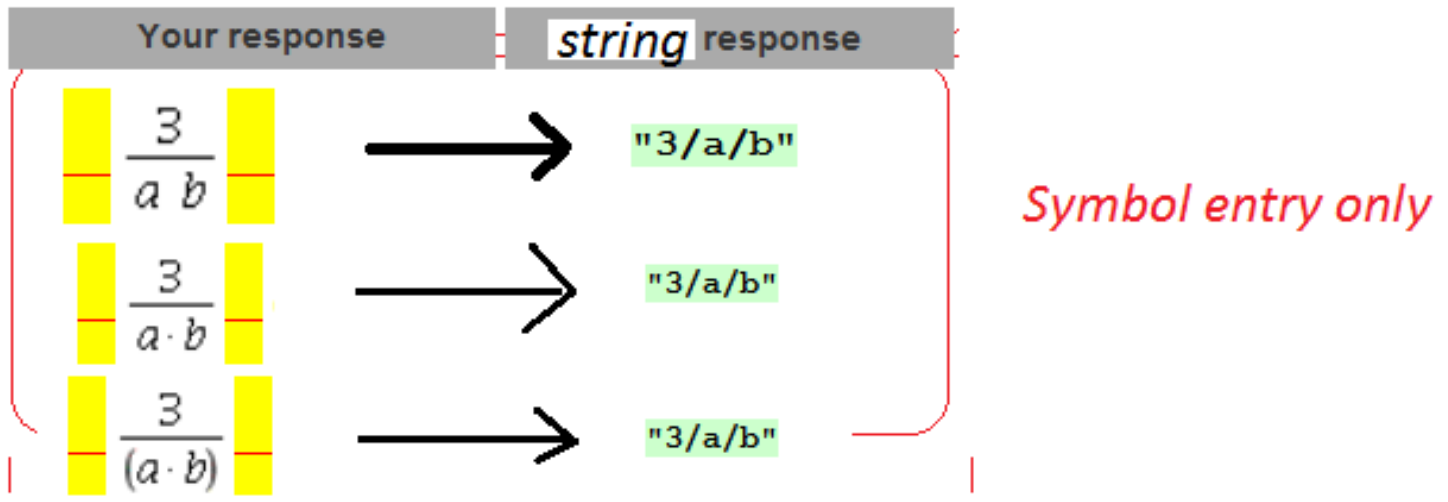 Your response string response
3
a b
"3/a/b"
Symbol entry only
3
a · b
"3/a/b"
3
(a · b)
"3/a/b"